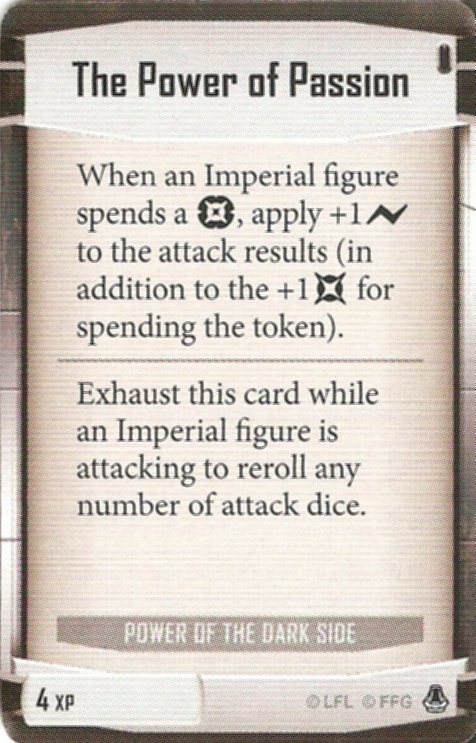 The Power of Passion
When an Imperial figure
spends a , apply +1
to the attack results (in
addition to the +1 for
spending the token).
Exhaust this card while
an Imperial figure is
attacking to reroll any
number of attack dice.
POWER OF THE DARK SIDE
4 XP
© LFL © FFG